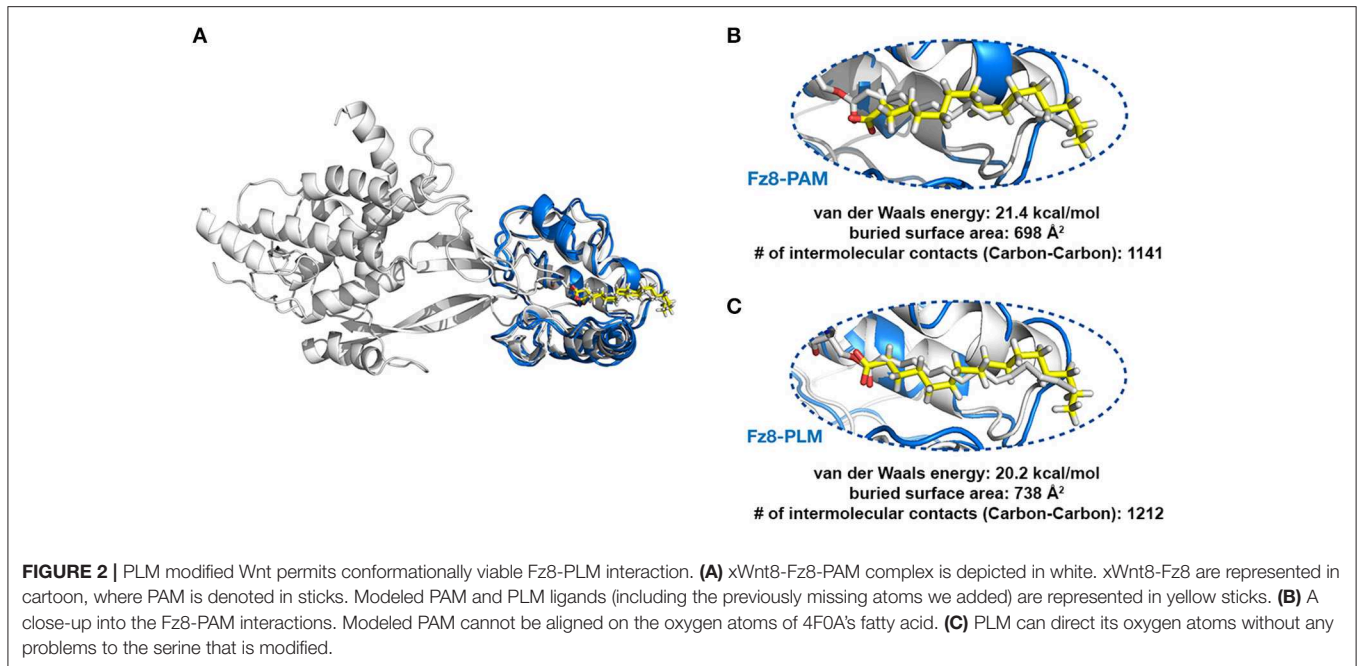 A
B
Fz8-PAM
van der Waals energy: 21.4 kcal/mol
buried surface area: 698 Å²
# of intermolecular contacts (Carbon-Carbon): 1141
C
Fz8-PLM
van der Waals energy: 20.2 kcal/mol
buried surface area: 738 Å²
# of intermolecular contacts (Carbon-Carbon): 1212
FIGURE 2 | PLM modified Wnt permits conformationally viable Fz8-PLM interaction. (A) xWnt8-Fz8-PAM complex is depicted in white. xWnt8-Fz8 are represented in
cartoon, where PAM is denoted in sticks. Modeled PAM and PLM ligands (including the previously missing atoms we added) are represented in yellow sticks. (B) A
close-up into the Fz8-PAM interactions. Modeled PAM cannot be aligned on the oxygen atoms of 4F0A's fatty acid. (C) PLM can direct its oxygen atoms without any
problems to the serine that is modified.